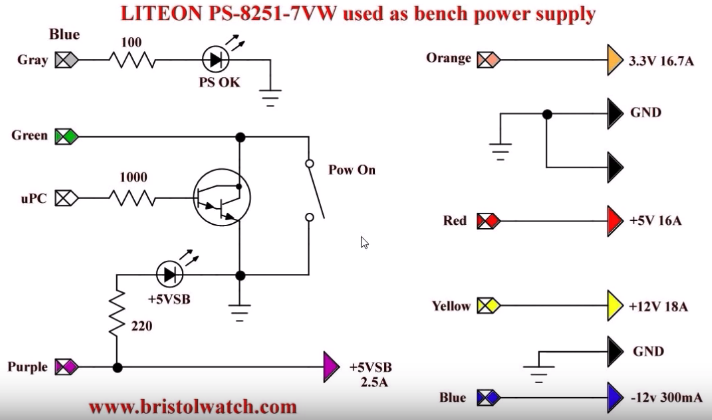 LITEON PS-8251-7VW used as bench power supply
Blue
Gray
100
PS OK
Green
uPC
1000
Pow On
+5VSB
220
Purple
+5VSB
2.5A
www.bristolwatch.com
Orange
3.3V 16.7A
GND
Red
+5V 16A
Yellow
+12V 18A
GND
Blue
-12v 300mA